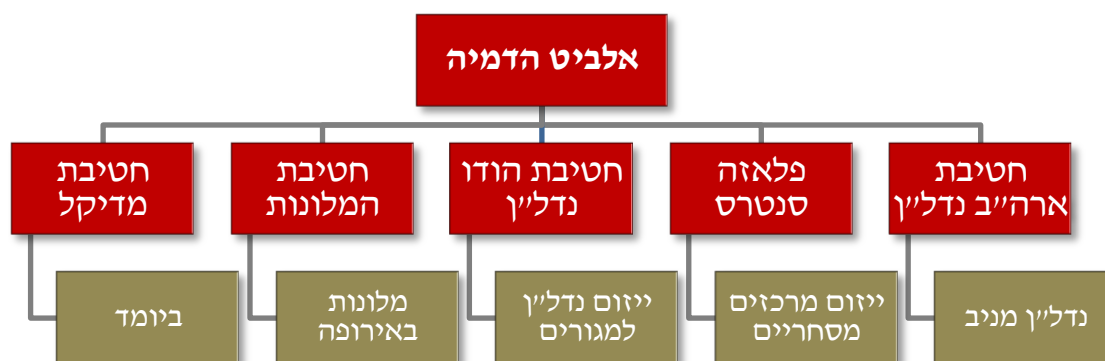 אלביט הדמיה
חטיבת
ארה״ב נדל״ן
פלאזה
סנטרס
חטיבת הודו
נדל״ן
חטיבת
המלונות
חטיבת
מדיקל
נדל״ן מניב
ייזום מרכזים
מסחריים
ייזום נדל״ן
למגורים
מלונות
באירופה
ביומד